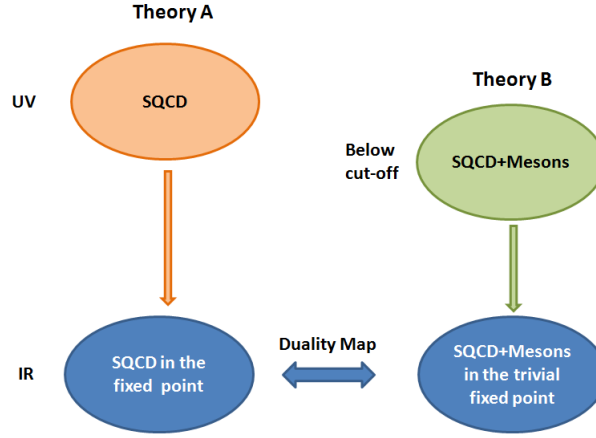 Theory A
UV
SQCD
Theory B
Below
cut-off
SQCD+Mesons
IR
SQCD in the
fixed point
Duality Map
SQCD+Mesons
in the trivial
fixed point